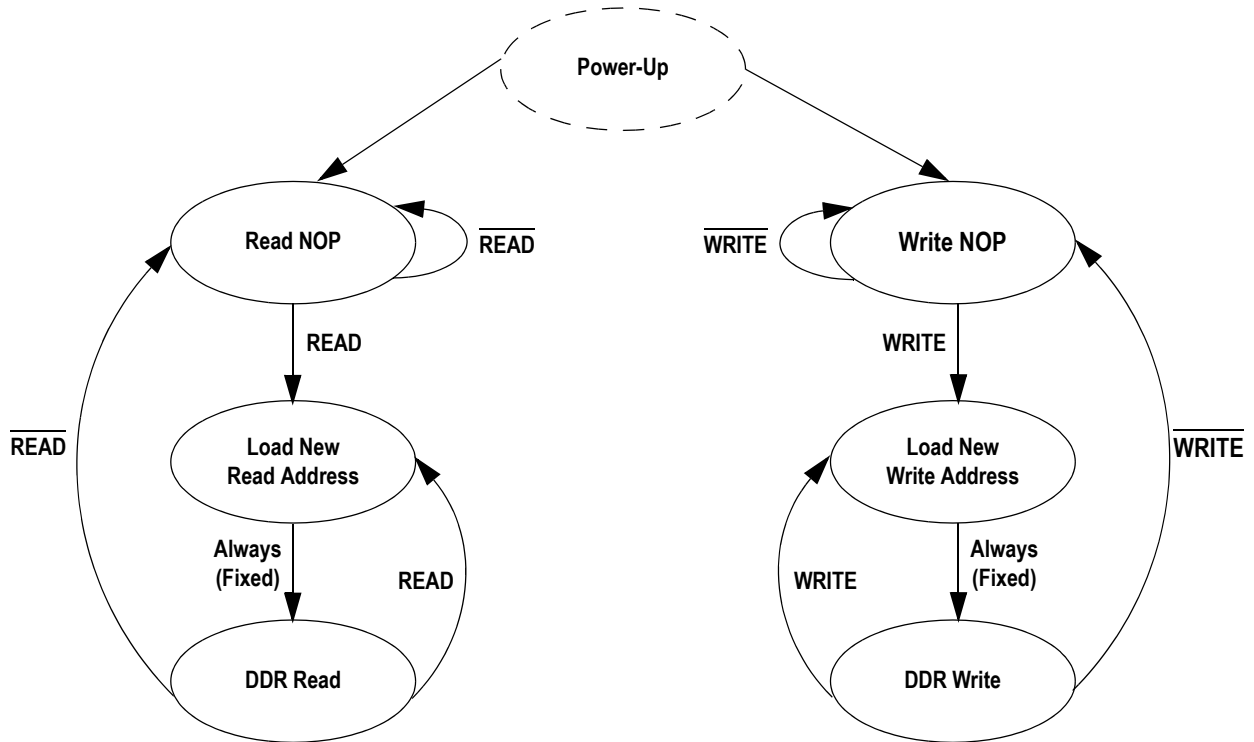 Power-Up
Read NOP
READ
WRITE
Write NOP
READ
WRITE
READ
Load New
Read Address
Load New
Write Address
WRITE
Always
(Fixed)
READ
WRITE
Always
(Fixed)
DDR Read
DDR Write